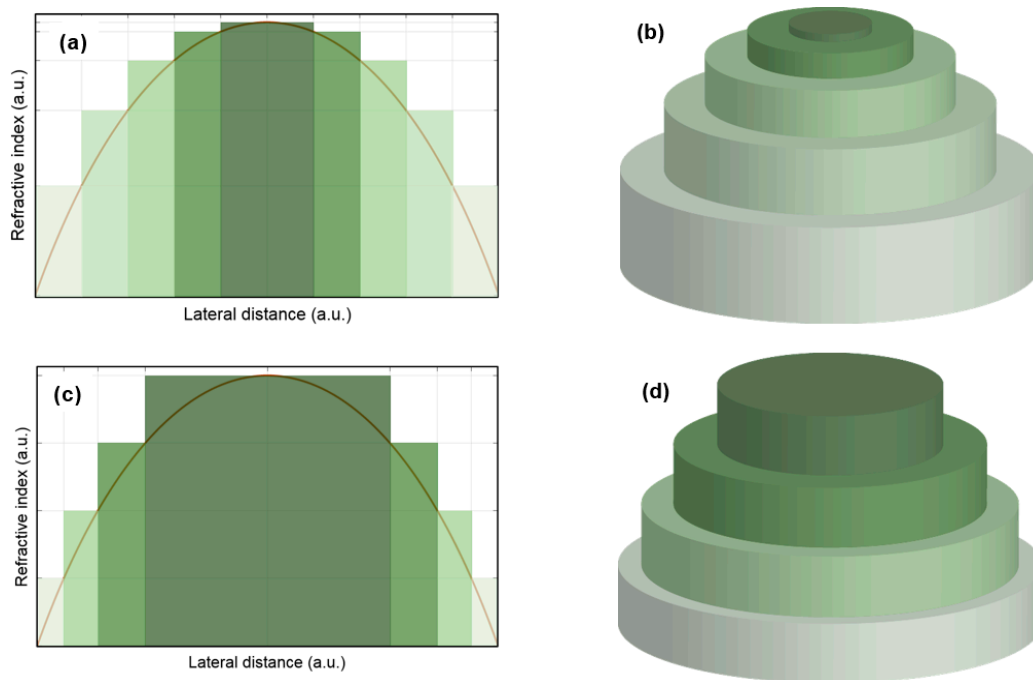 (a)
Refractive index (a.u.)
Lateral distance (a.u.)
(b)
(c)
Refractive index (a.u.)
Lateral distance (a.u.)
(d)